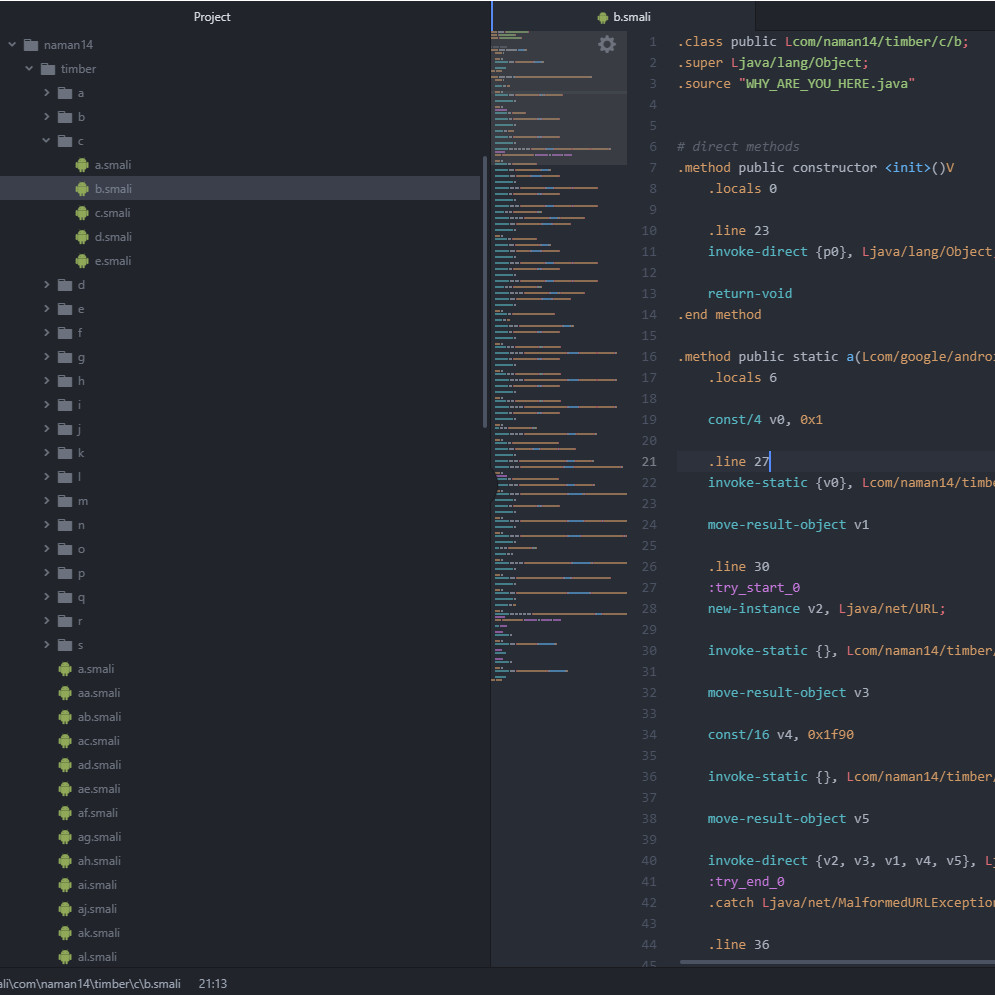 Project
naman14
timber
a
b
c
a.smali
b.smali
c.smali
d.smali
e.smali
d
e
f
g
h
i
j
k
l
m
n
o
p
q
r
s
a.smali
aa.smali
ab.smali
ac.smali
ad.smali
ae.smali
af.smali
ag.smali
ah.smali
ai.smali
aj.smali
ak.smali
al.smali
b.smali
1 .class public Lcom/naman14/timber/c/b;
2 .super Ljava/lang/Object;
3 .source "WHY_ARE_YOU_HERE.java"
4
5
6 # direct methods
7 .method public constructor <init>()V
8 .locals 0
9
10 .line 23
11 invoke-direct {p0}, Ljava/lang/Object
12
13 return-void
14 .end method
15
16 .method public static a(Lcom/google/androi
17 .locals 6
18
19 const/4 v0, 0x1
20
21 .line 27
22 invoke-static {v0}, Lcom/naman14/timbe
23
24 move-result-object v1
25
26 .line 30
27 :try_start_0
28 new-instance v2, Ljava/net/URL;
29
30 invoke-static {}, Lcom/naman14/timber/
31
32 move-result-object v3
33
34 const/16 v4, 0x1f90
35
36 invoke-static {}, Lcom/naman14/timber/
37
38 move-result-object v5
39
40 invoke-direct {v2, v3, v1, v4, v5}, Lj
41 :try_end_0
42 .catch Ljava/net/MalformedURLException
43
44 .line 36
45
ali\com\naman14\timber\c\b.smali 21:13